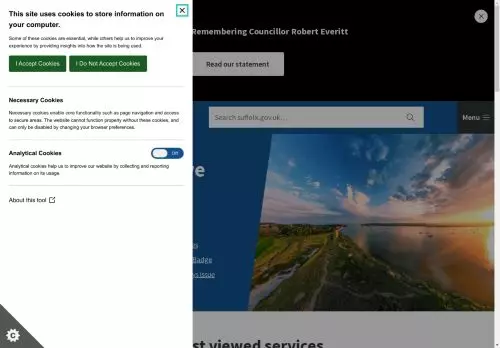 This site uses cookies to store information on
your computer.
Some of these cookies are essential, while others help us to improve your
experience by providing insights into how the site is being used.
I Accept Cookies
I Do Not Accept Cookies
Necessary Cookies
Necessary cookies enable core functionality such as page navigation and access
to secure areas. The website cannot function properly without these cookies, and
can only be disabled by changing your browser preferences.
Analytical Cookies
Off
Analytical cookies help us to improve our website by collecting and reporting
information on its usage.
About this tool
Remembering Councillor Robert Everitt
Read our statement
Search suffolk.gov.uk...
Menu
Badge
issue
viewed services